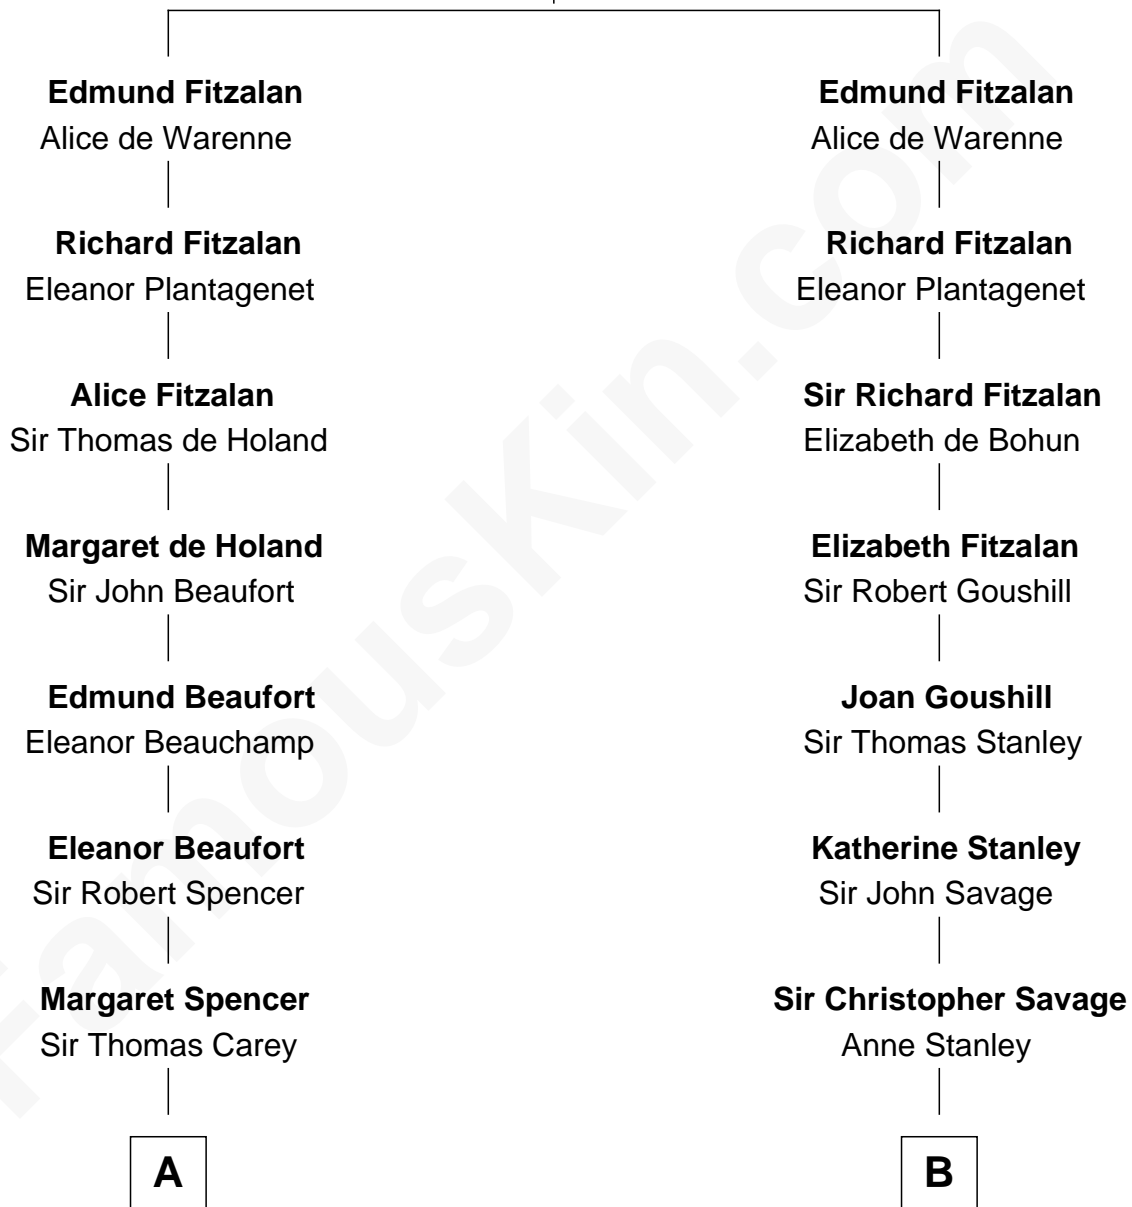 Edmund Fitzalan
Alice de Warenne
Richard Fitzalan
Eleanor Plantagenet
Alice Fitzalan
Sir Thomas de Holand
Margaret de Holand
Sir John Beaufort
Edmund Beaufort
Eleanor Beauchamp
Eleanor Beaufort
Sir Robert Spencer
Margaret Spencer
Sir Thomas Carey
A
Edmund Fitzalan
Alice de Warenne
Richard Fitzalan
Eleanor Plantagenet
Sir Richard Fitzalan
Elizabeth de Bohun
Elizabeth Fitzalan
Sir Robert Goushill
Joan Goushill
Sir Thomas Stanley
Katherine Stanley
Sir John Savage
Sir Christopher Savage
Anne Stanley
B
FamousKin.com